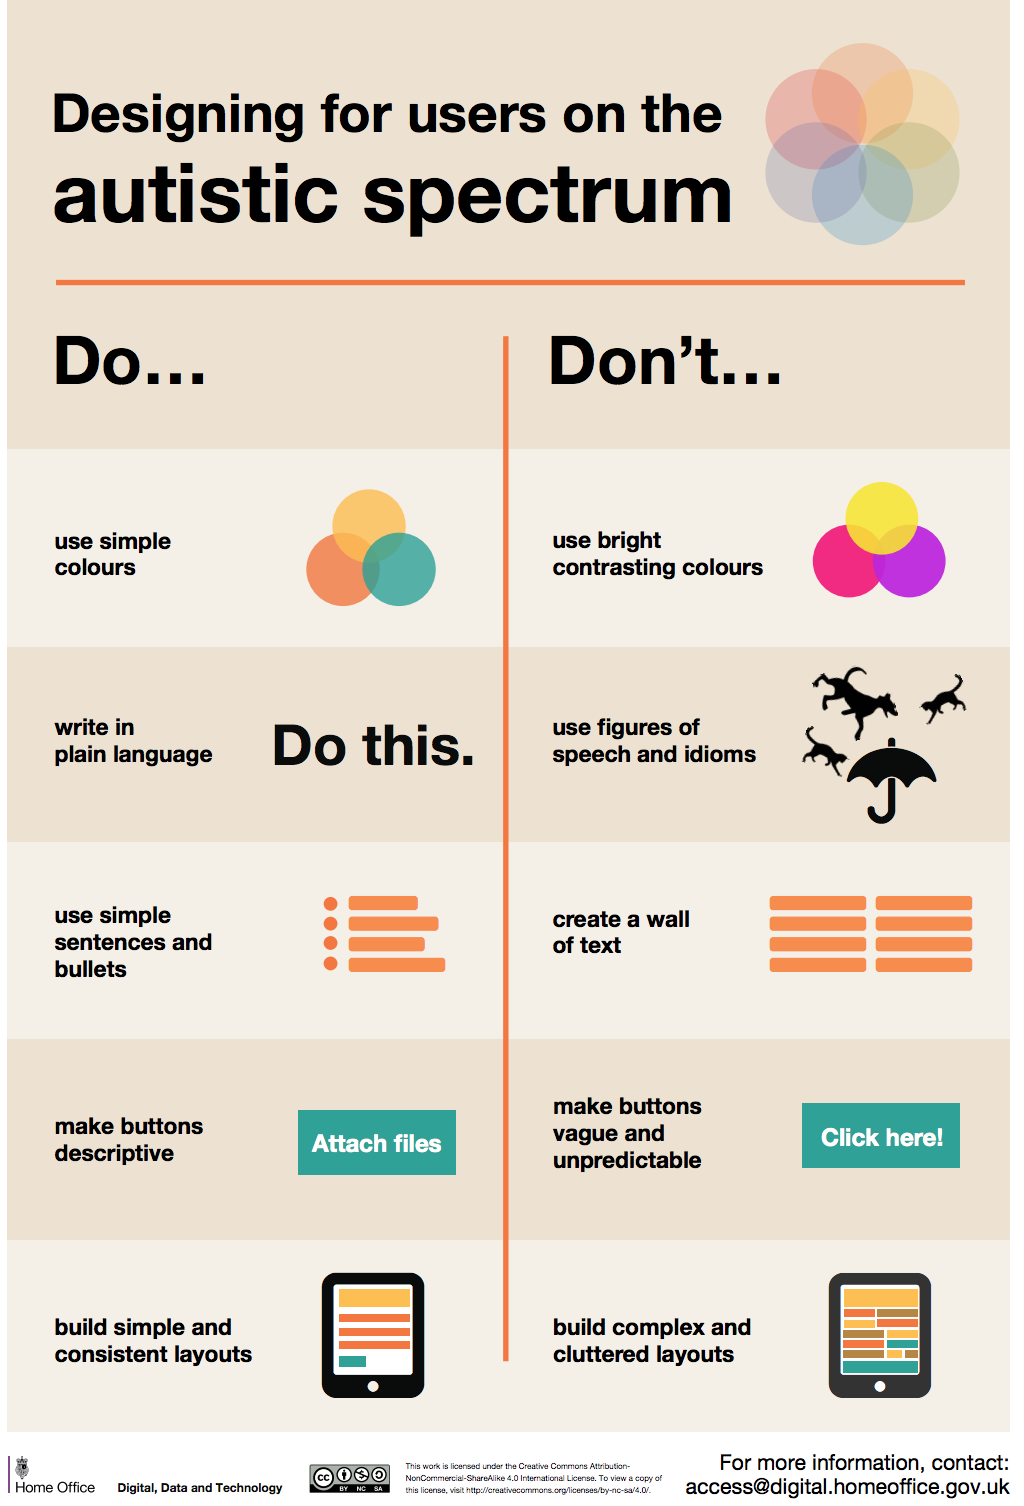 Designing for users on the
autistic spectrum
Do…
Don’t…
use simple
colours
use bright
contrasting colours
write in
plain language
Do this.
use figures of
speech and idioms
use simple
sentences and
bullets
create a wall
of text
make buttons
descriptive
Attach files
make buttons
vague and
unpredictable
Click here!
build simple and
consistent layouts
build complex and
cluttered layouts
Home Office
Digital, Data and Technology
cc
BY NC SA
This work is licensed under the Creative Commons Attribution-
NonCommercial-ShareAlike 4.0 International License. To view a copy of
this license, visit http://creativecommons.org/licenses/by-nc-sa/4.0/.
For more information, contact:
access@digital.homeoffice.gov.uk